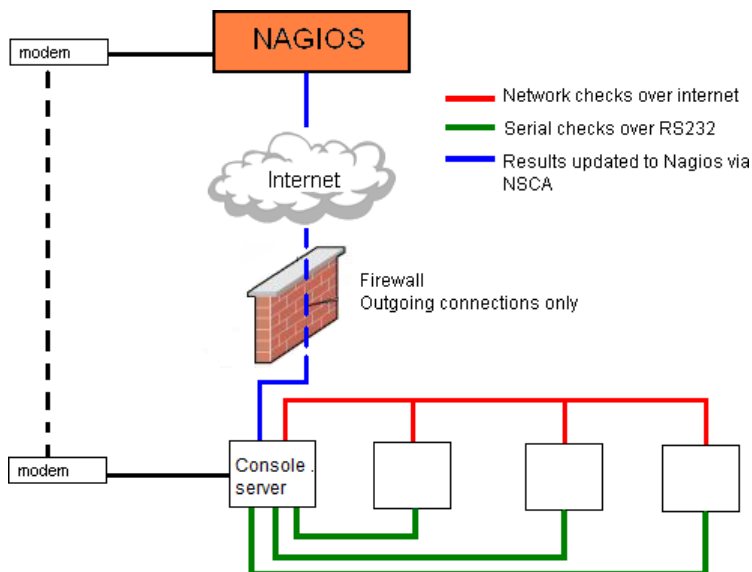 NAGIOS
modem
Network checks over internet
Serial checks over RS232
Results updated to Nagios via
NSCA
Internet
Firewall
Outgoing connections only
Console .
server
modem